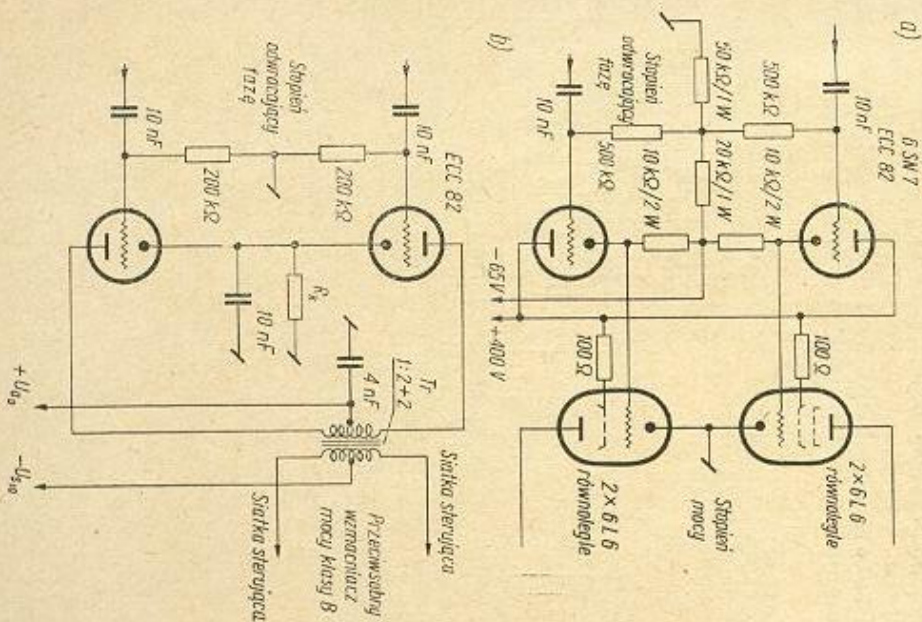 a)
10 nF
6 SN 7
ECC 82
500 kΩ
10 kΩ/2 W
50 kΩ/1 W
20 kΩ/1 W
Stopień
odwracający
fazę
500 kΩ
10 kΩ/2 W
10 nF
-65 V
+400 V
100 Ω
100 Ω
2×6L6
równolegle
Stopień
mocy
2×6L6
równolegle
b)
10 nF
ECC 82
200 kΩ
Stopień
odwracający
fazę
200 kΩ
10 nF
Rk
10 nF
Tr
1:2+2
4 nF
+Ua0
-Us10
Siatka sterująca
Przeciwsobny
wzmacniacz
mocy klasy B
Siatka sterująca